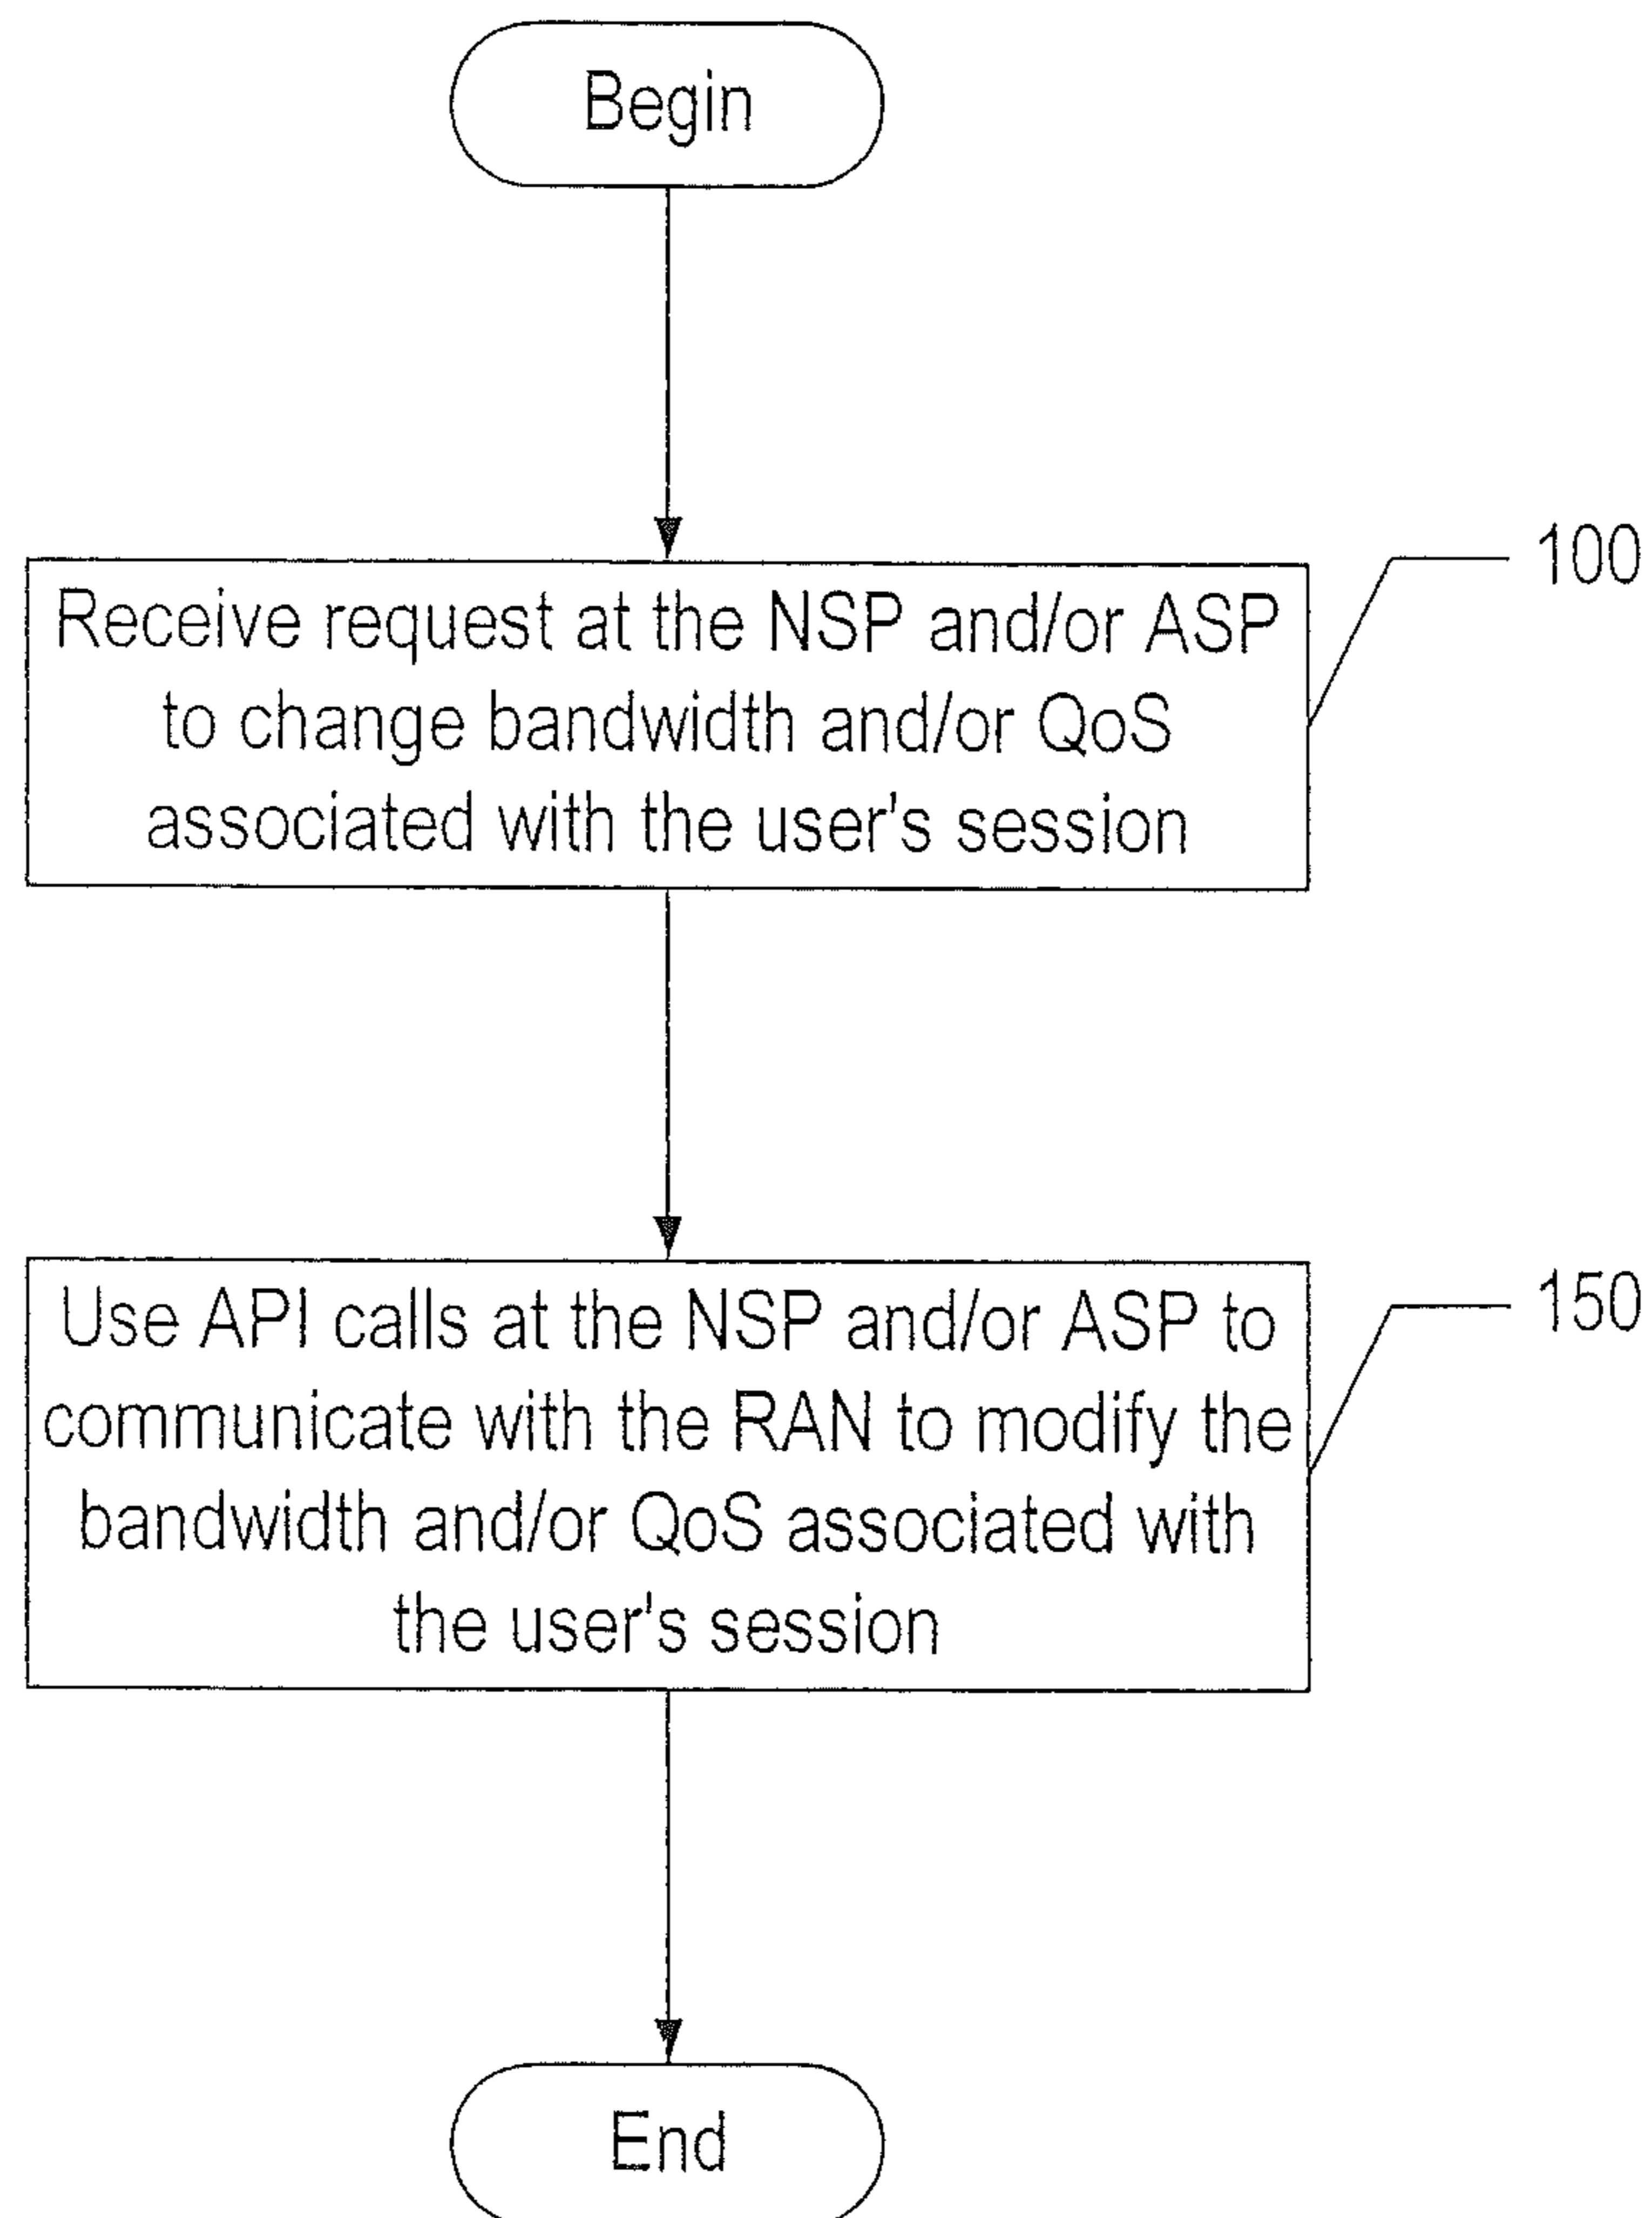 Begin
100
Receive request at the NSP and/or ASP
to change bandwidth and/or QoS
associated with the user's session
150
Use API calls at the NSP and/or ASP to
communicate with the RAN to modify the
bandwidth and/or QoS associated with
the user's session
End